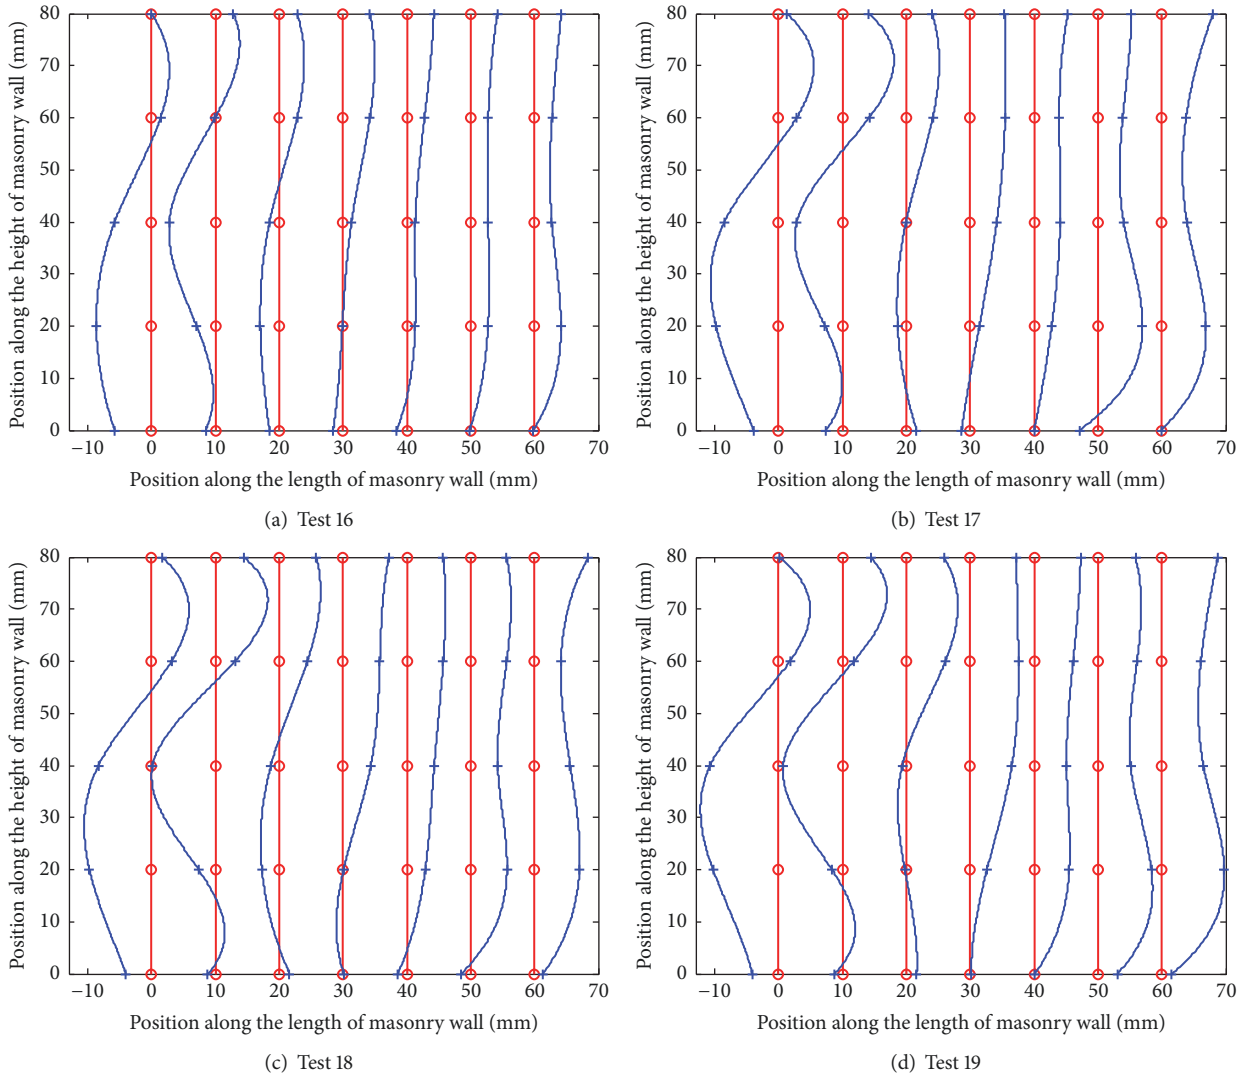 80
70
60
50
40
30
20
10
0
Position along the height of masonry wall (mm)
−10 0 10 20 30 40 50 60 70
Position along the length of masonry wall (mm)
(a) Test 16
80
70
60
50
40
30
20
10
0
Position along the height of masonry wall (mm)
−10 0 10 20 30 40 50 60 70
Position along the length of masonry wall (mm)
(b) Test 17
80
70
60
50
40
30
20
10
0
Position along the height of masonry wall (mm)
−10 0 10 20 30 40 50 60 70
Position along the length of masonry wall (mm)
(c) Test 18
80
70
60
50
40
30
20
10
0
Position along the height of masonry wall (mm)
−10 0 10 20 30 40 50 60 70
Position along the length of masonry wall (mm)
(d) Test 19